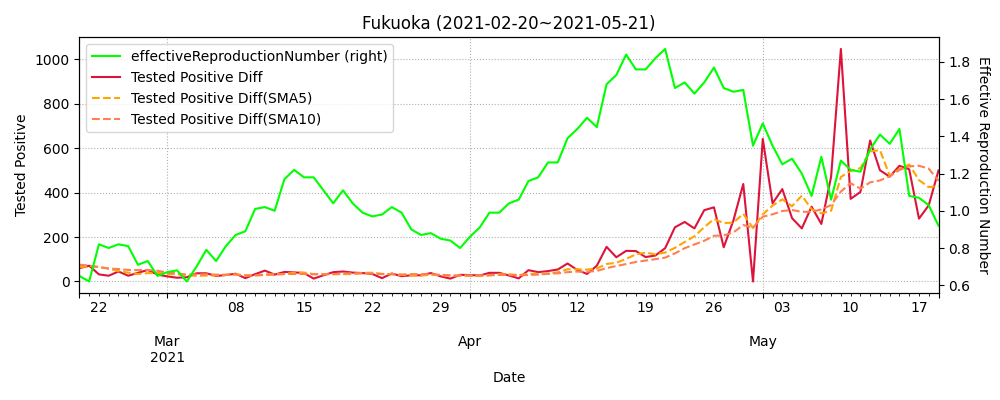 Fukuoka (2021-02-20~2021-05-21)
effectiveReproductionNumber (right)
Tested Positive Diff
Tested Positive Diff(SMA5)
Tested Positive Diff(SMA10)
Tested Positive
1000
800
600
400
200
0
1.8
1.6
1.4
1.2
1.0
0.8
0.6
Effective Reproduction Number
22 08 15 22 29 05 12 19 26 03 10 17
Mar Apr May
2021
Date